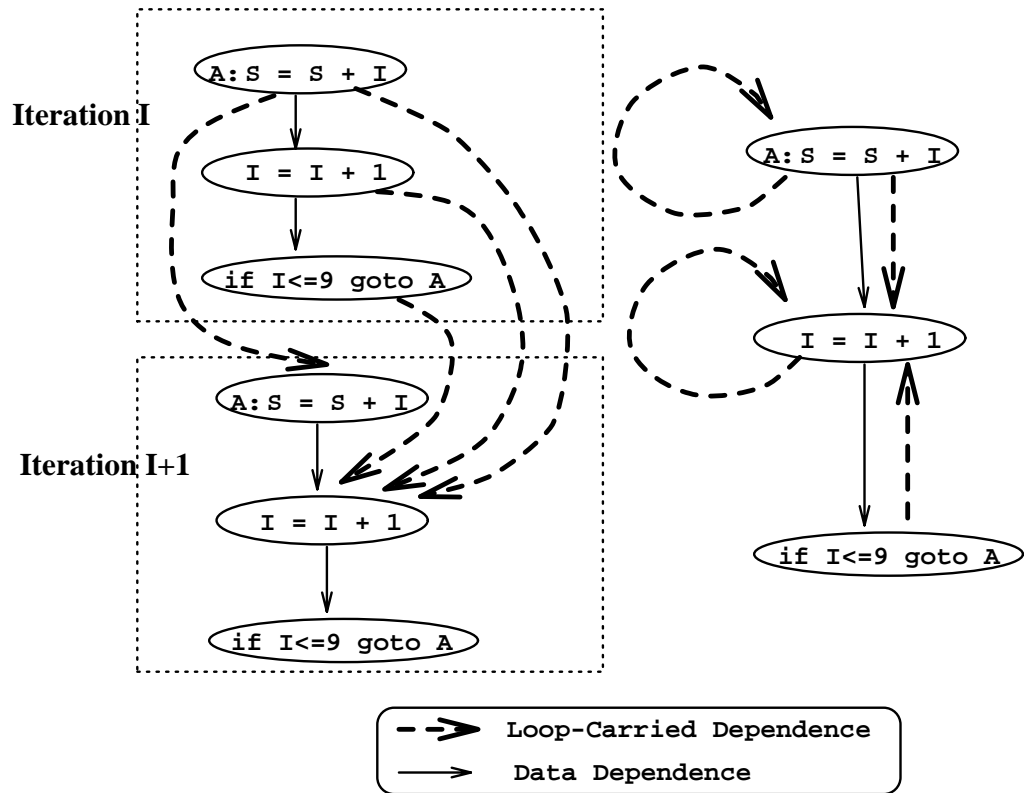 Iteration I
A: S = S + I
I = I + 1
if I<=9 goto A
Iteration I+1
A: S = S + I
I = I + 1
if I<=9 goto A
A: S = S + I
I = I + 1
if I<=9 goto A
Loop-Carried Dependence
Data Dependence